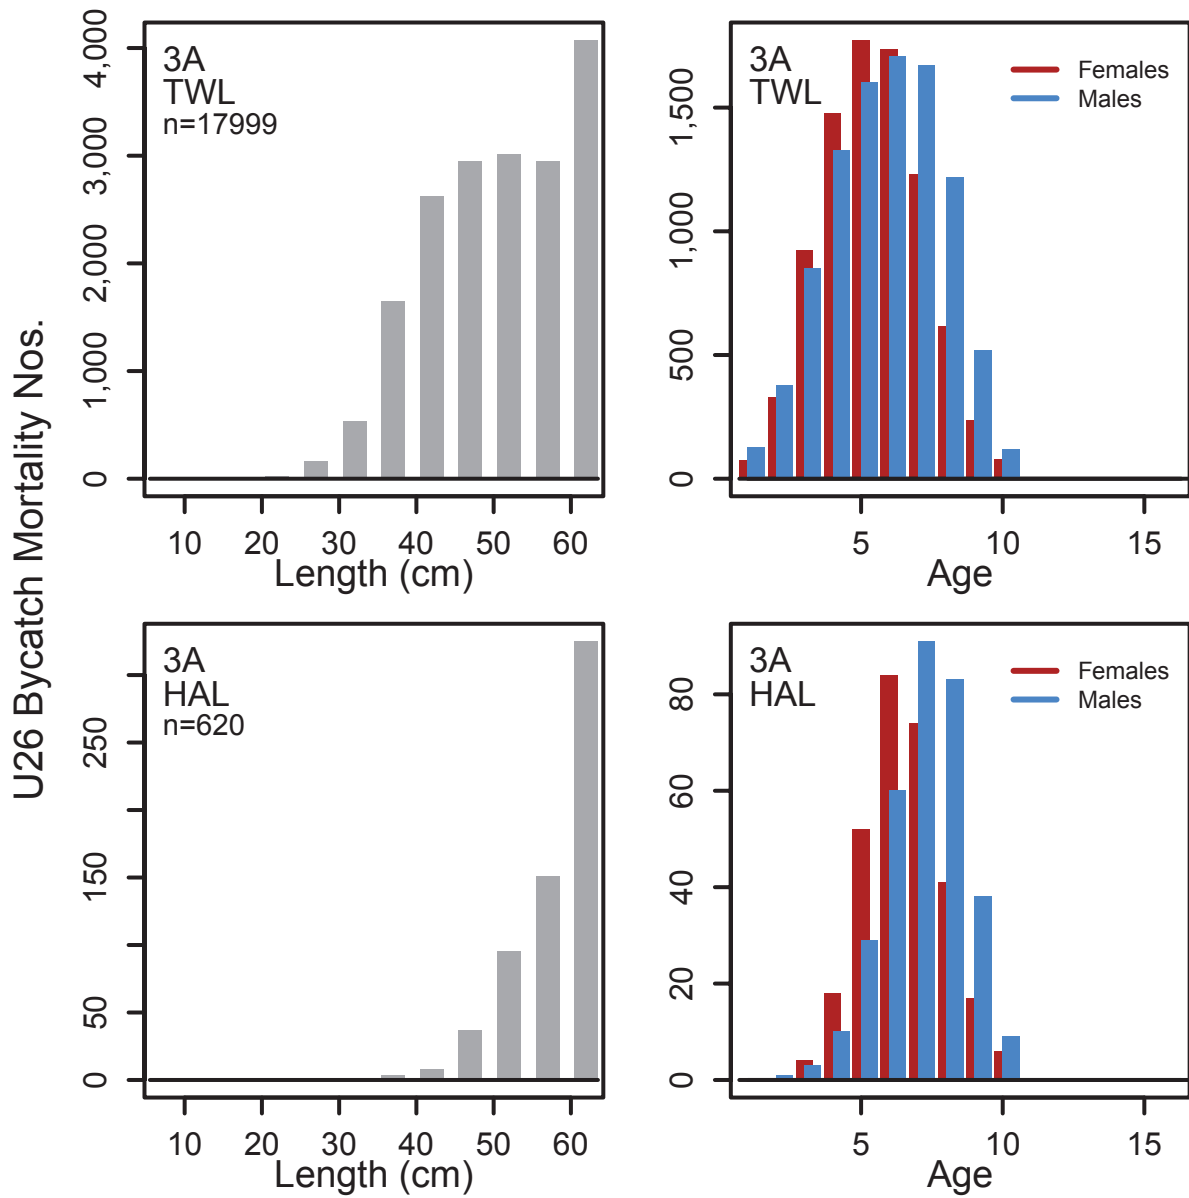 U26 Bycatch Mortality Nos.
3A
TWL
n=17999
4,000
3,000
2,000
1,000
0
10 20 30 40 50 60
Length (cm)
3A
TWL
Females
Males
1,500
1,000
500
0
5 10 15
Age
3A
HAL
n=620
250
150
50
0
10 20 30 40 50 60
Length (cm)
3A
HAL
Females
Males
80
60
40
20
0
5 10 15
Age